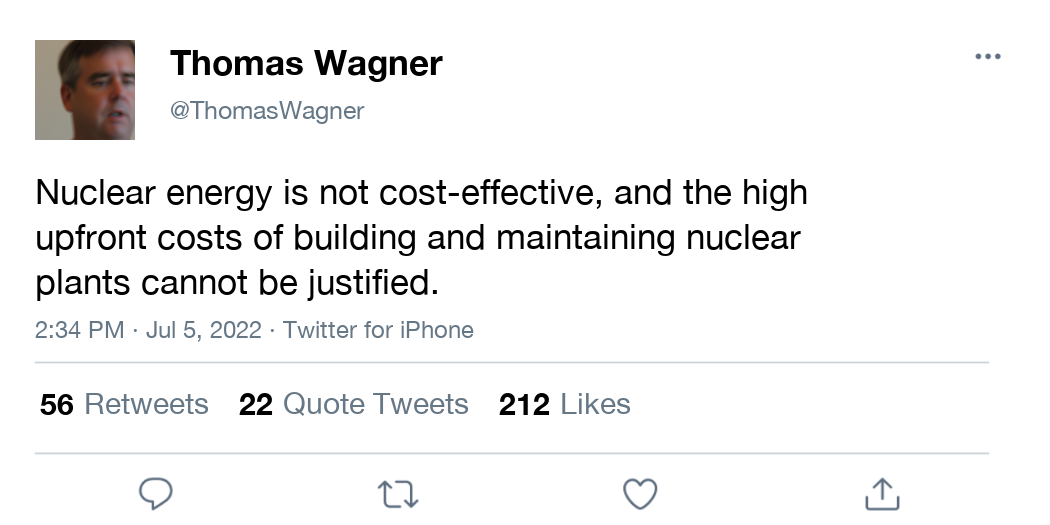 Thomas Wagner
@ThomasWagner
Nuclear energy is not cost-effective, and the high
upfront costs of building and maintaining nuclear
plants cannot be justified.
2:34 PM · Jul 5, 2022 · Twitter for iPhone
56 Retweets 22 Quote Tweets 212 Likes